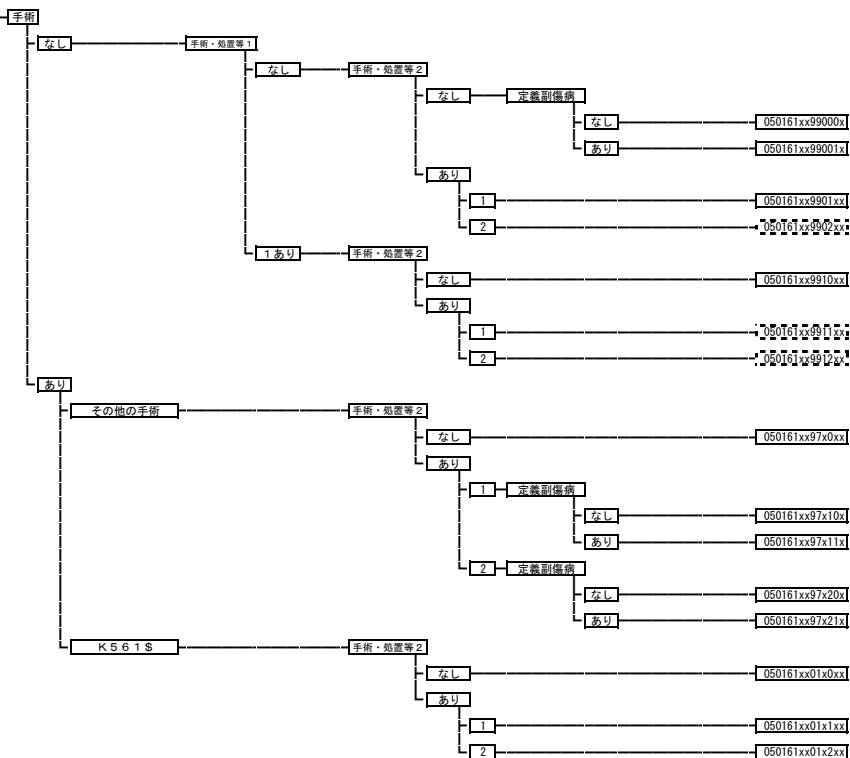 手術
なし 手術・処置等1
なし 手術・処置等2
なし 定義副傷病
なし 050161xx99000x
あり 050161xx99001x
あり
1 050161xx9901xx
2 050161xx9902xx
1あり 手術・処置等2
なし 050161xx9910xx
あり
1 050161xx9911xx
2 050161xx9912xx
あり
その他の手術 手術・処置等2
なし 050161xx97x0xx
あり
1 定義副傷病
なし 050161xx97x10x
あり 050161xx97x11x
2 定義副傷病
なし 050161xx97x20x
あり 050161xx97x21x
K561$ 手術・処置等2
なし 050161xx01x0xx
あり
1 050161xx01x1xx
2 050161xx01x2xx